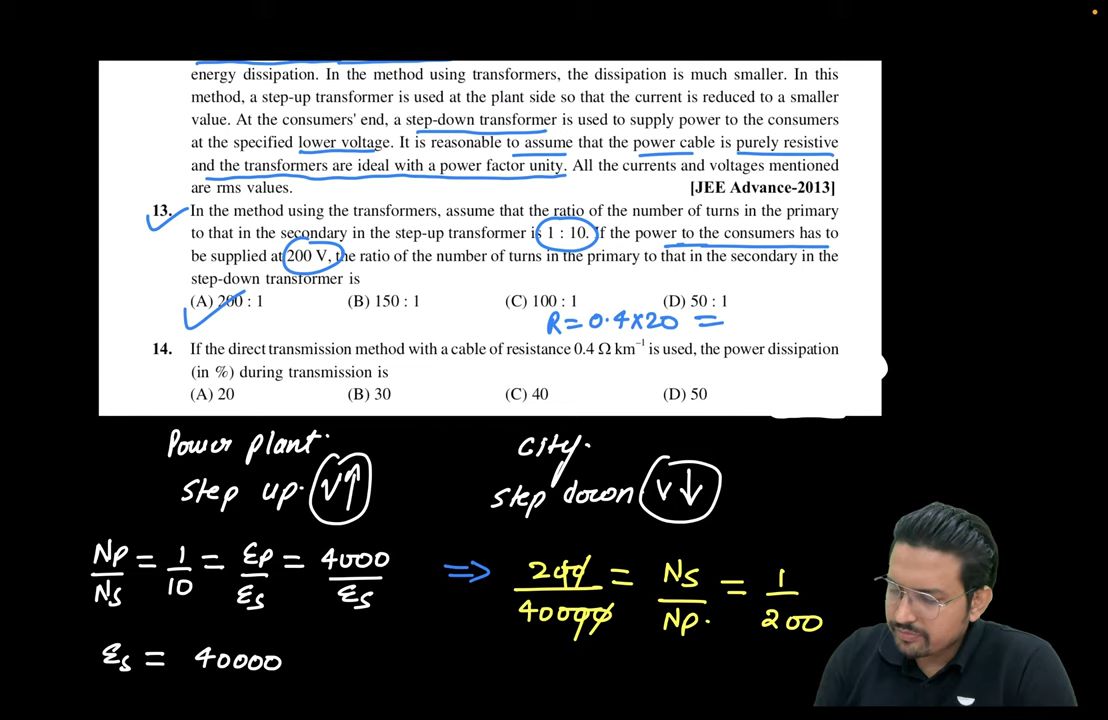 energy dissipation. In the method using transformers, the dissipation is much smaller. In this
method, a step-up transformer is used at the plant side so that the current is reduced to a smaller
value. At the consumers' end, a step-down transformer is used to supply power to the consumers
at the specified lower voltage. It is reasonable to assume that the power cable is purely resistive
and the transformers are ideal with a power factor unity. All the currents and voltages mentioned
are rms values. [JEE Advance-2013]
13. In the method using the transformers, assume that the ratio of the number of turns in the primary
to that in the secondary in the step-up transformer is 1 : 10. If the power to the consumers has to
be supplied at 200 V, the ratio of the number of turns in the primary to that in the secondary in the
step-down transformer is
(A) 200 : 1 (B) 150 : 1 (C) 100 : 1 (D) 50 : 1
R = 0.4×20 =
14. If the direct transmission method with a cable of resistance 0.4 Ω km⁻¹ is used, the power dissipation
(in %) during transmission is
(A) 20 (B) 30 (C) 40 (D) 50
Power plant. City.
Step up. V↑ Step down V↓
Np/Ns = 1/10 = εp/εs = 4000/εs ⇒ 200/40000 = Ns/Np. = 1/200
εs = 40000